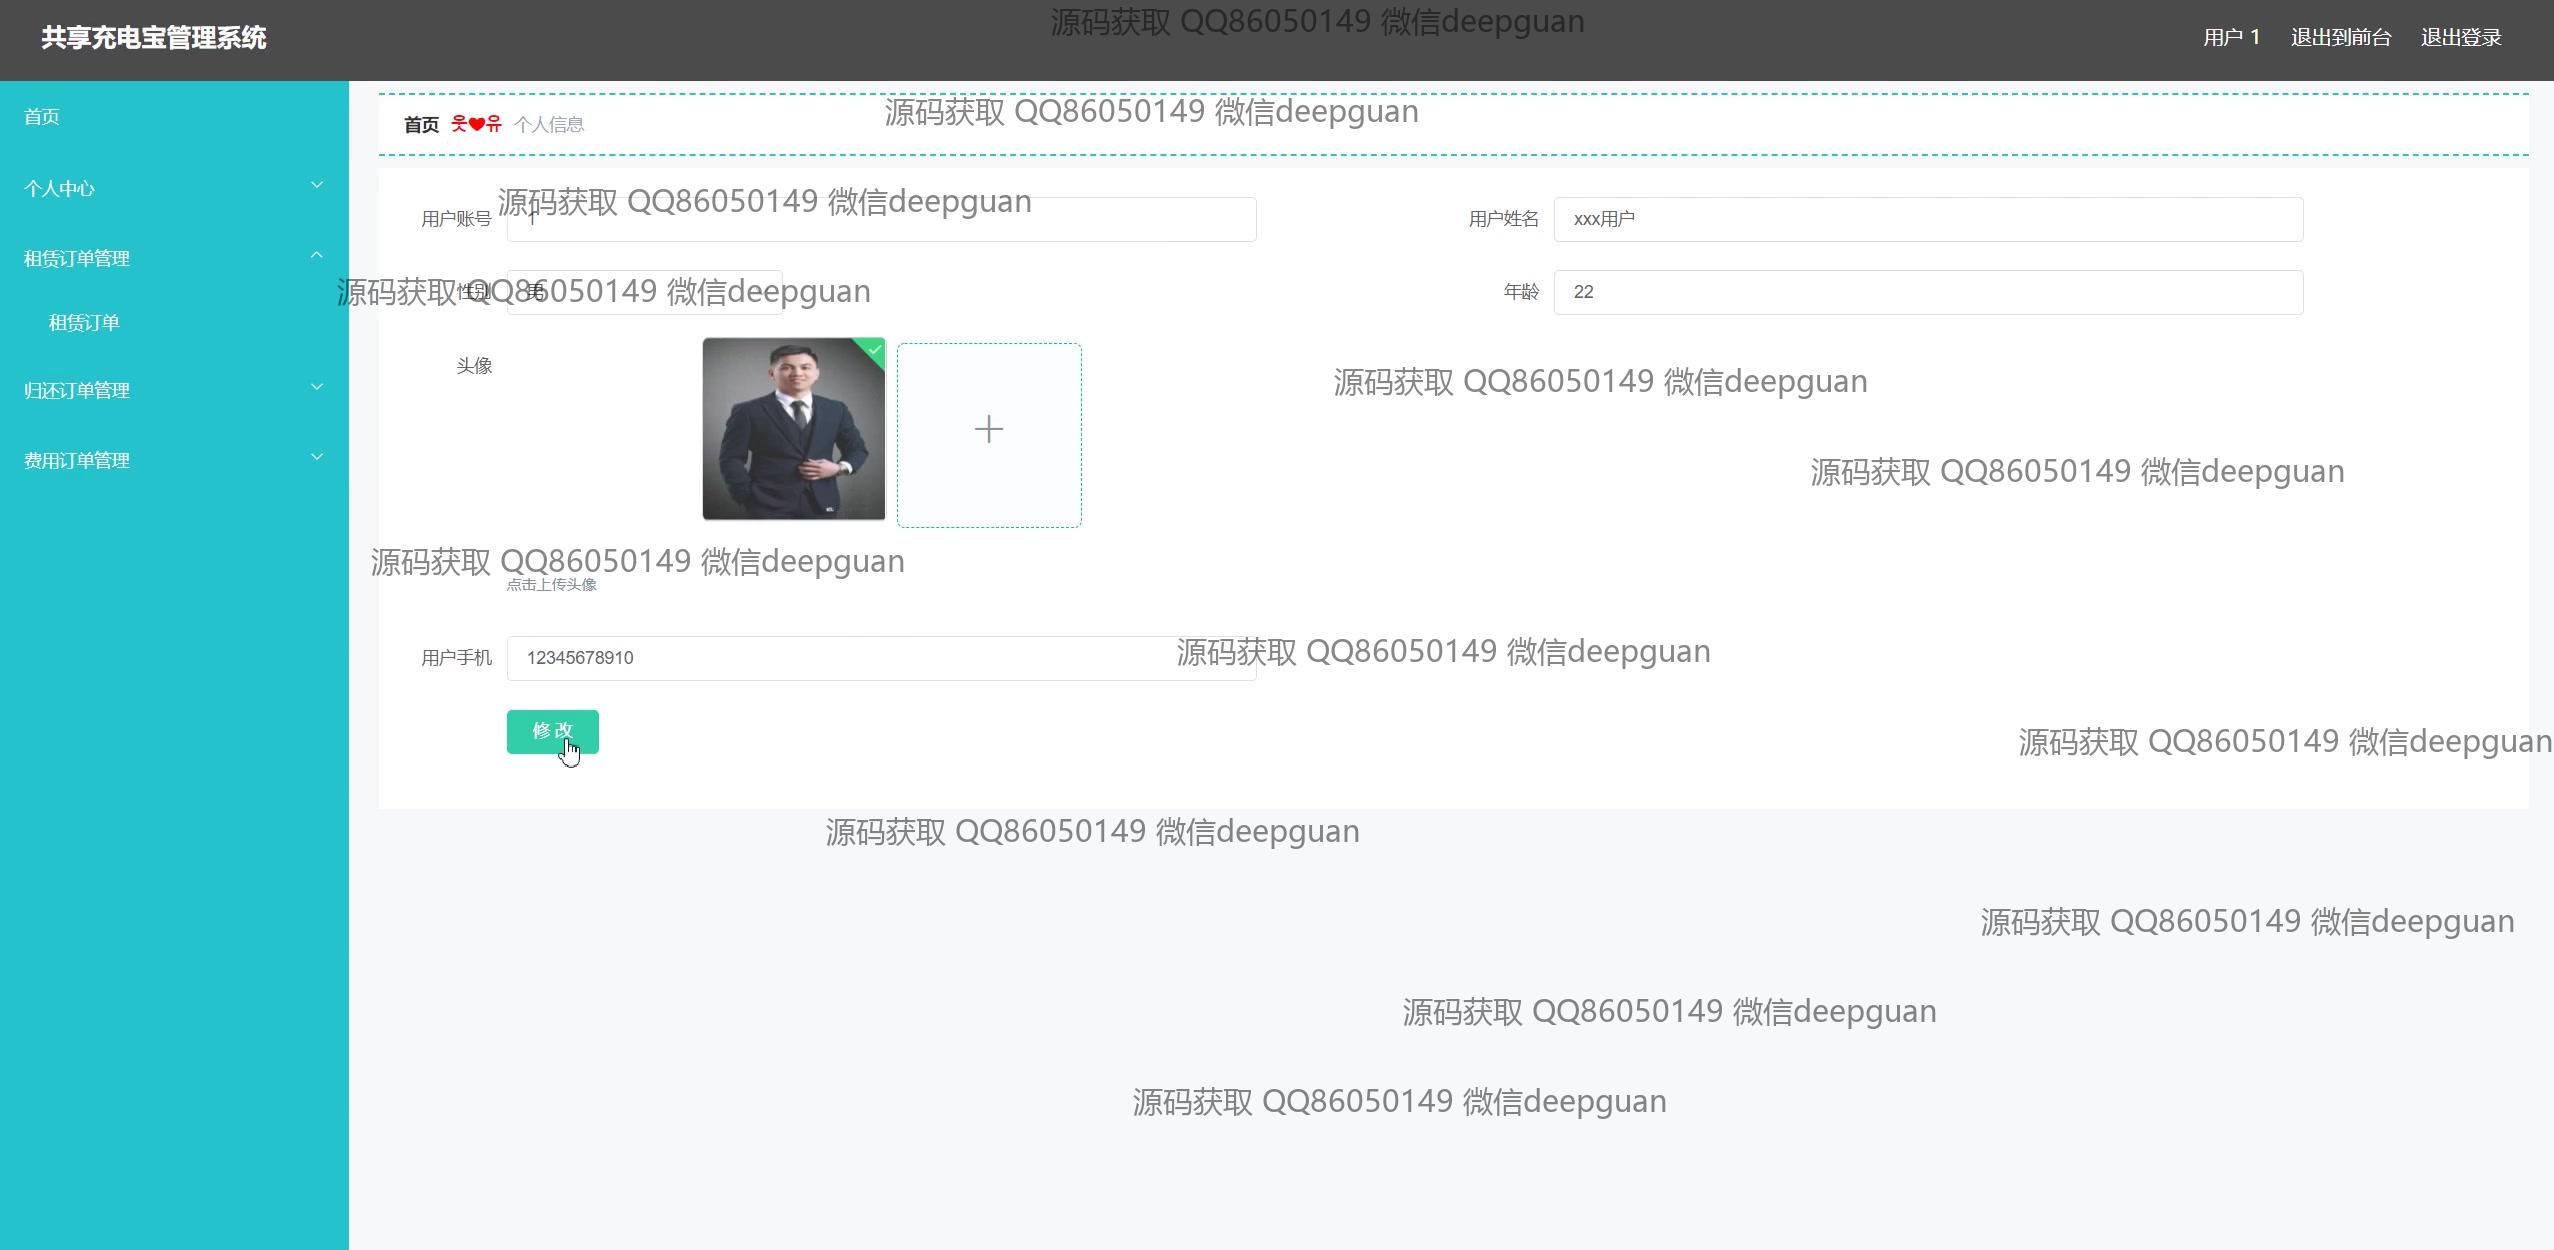 共享充电宝管理系统
源码获取 QQ86050149 微信deepguan
用户 1
退出到前台
退出登录
首页
个人中心
租赁订单管理
租赁订单
归还订单管理
费用订单管理
首页 웃❤유 个人信息
源码获取 QQ86050149 微信deepguan
源码获取 QQ86050149 微信deepguan
用户账号 1
用户姓名 xxx用户
源码获取 QQ86050149 微信deepguan
性别 男
年龄 22
头像
源码获取 QQ86050149 微信deepguan
源码获取 QQ86050149 微信deepguan
源码获取 QQ86050149 微信deepguan
点击上传头像
源码获取 QQ86050149 微信deepguan
用户手机 12345678910
修改
源码获取 QQ86050149 微信deepguan
源码获取 QQ86050149 微信deepguan
源码获取 QQ86050149 微信deepguan
源码获取 QQ86050149 微信deepguan
源码获取 QQ86050149 微信deepguan